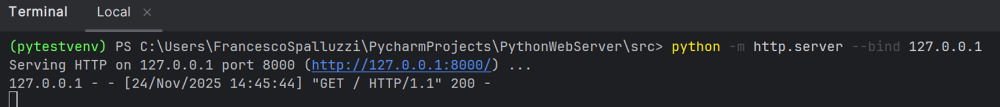 Terminal Local ×
(pytestvenv) PS C:\Users\FrancescoSpalluzzi\PycharmProjects\PythonWebServer\src> python -m http.server --bind 127.0.0.1
Serving HTTP on 127.0.0.1 port 8000 (http://127.0.0.1:8000/) ...
127.0.0.1 - - [24/Nov/2025 14:45:44] "GET / HTTP/1.1" 200 -